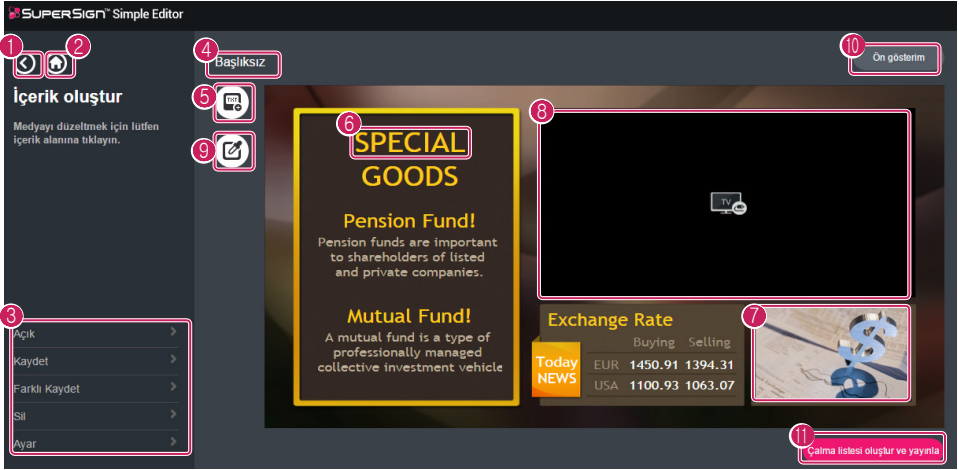 SUPERSIGN™ Simple Editor
1
2
İçerik oluştur
Medyayı düzeltmek için lütfen
içerik alanına tıklayın.
3
Açık
Kaydet
Farklı Kaydet
Sil
Ayar
4
Başlıksız
10
Ön gösterim
5
TXT
9
6
SPECIAL
GOODS
Pension Fund!
Pension funds are important
to shareholders of listed
and private companies.
Mutual Fund!
A mutual fund is a type of
professionally managed
collective investment vehicle
8
TV
Exchange Rate
Buying Selling
Today
NEWS
EUR 1450.91 1394.31
USA 1100.93 1063.07
7
$
11
Çalma listesi oluştur ve yayınla